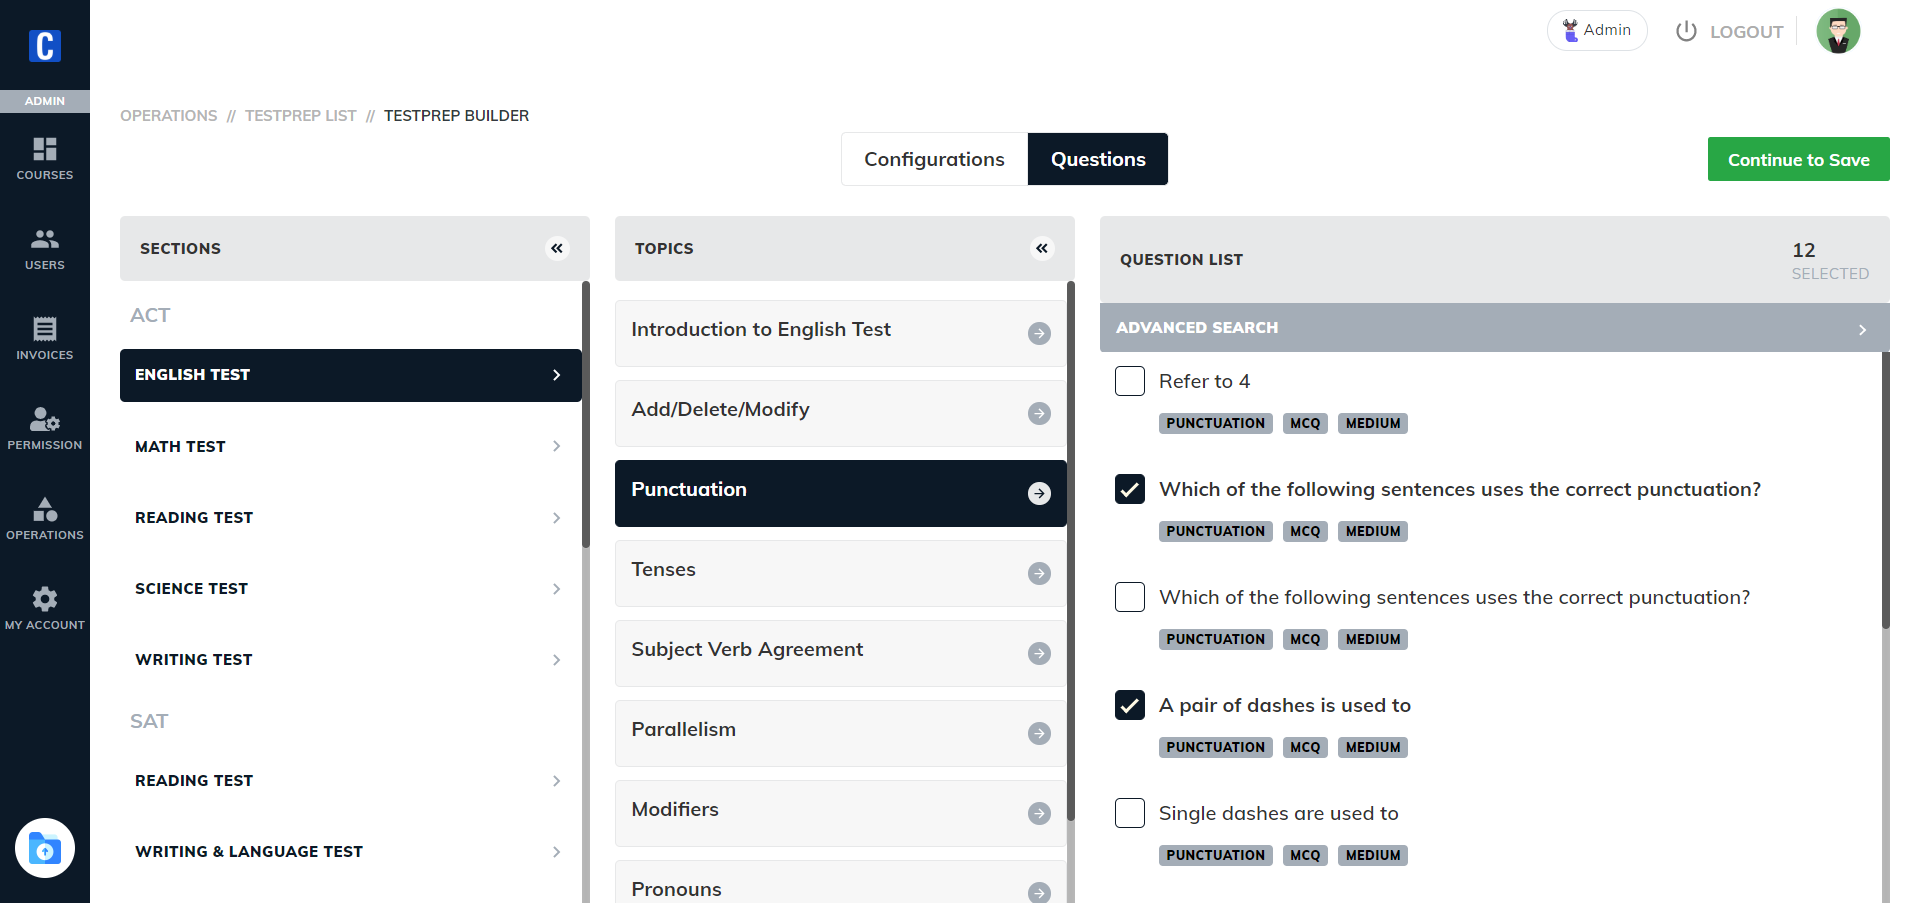 C
ADMIN
COURSES
USERS
INVOICES
PERMISSION
OPERATIONS
MY ACCOUNT
Admin
LOGOUT
OPERATIONS // TESTPREP LIST // TESTPREP BUILDER
Configurations
Questions
Continue to Save
SECTIONS
ACT
ENGLISH TEST
MATH TEST
READING TEST
SCIENCE TEST
WRITING TEST
SAT
READING TEST
WRITING & LANGUAGE TEST
TOPICS
Introduction to English Test
Add/Delete/Modify
Punctuation
Tenses
Subject Verb Agreement
Parallelism
Modifiers
Pronouns
QUESTION LIST
12
SELECTED
ADVANCED SEARCH
Refer to 4
PUNCTUATION MCQ MEDIUM
Which of the following sentences uses the correct punctuation?
PUNCTUATION MCQ MEDIUM
Which of the following sentences uses the correct punctuation?
PUNCTUATION MCQ MEDIUM
A pair of dashes is used to
PUNCTUATION MCQ MEDIUM
Single dashes are used to
PUNCTUATION MCQ MEDIUM